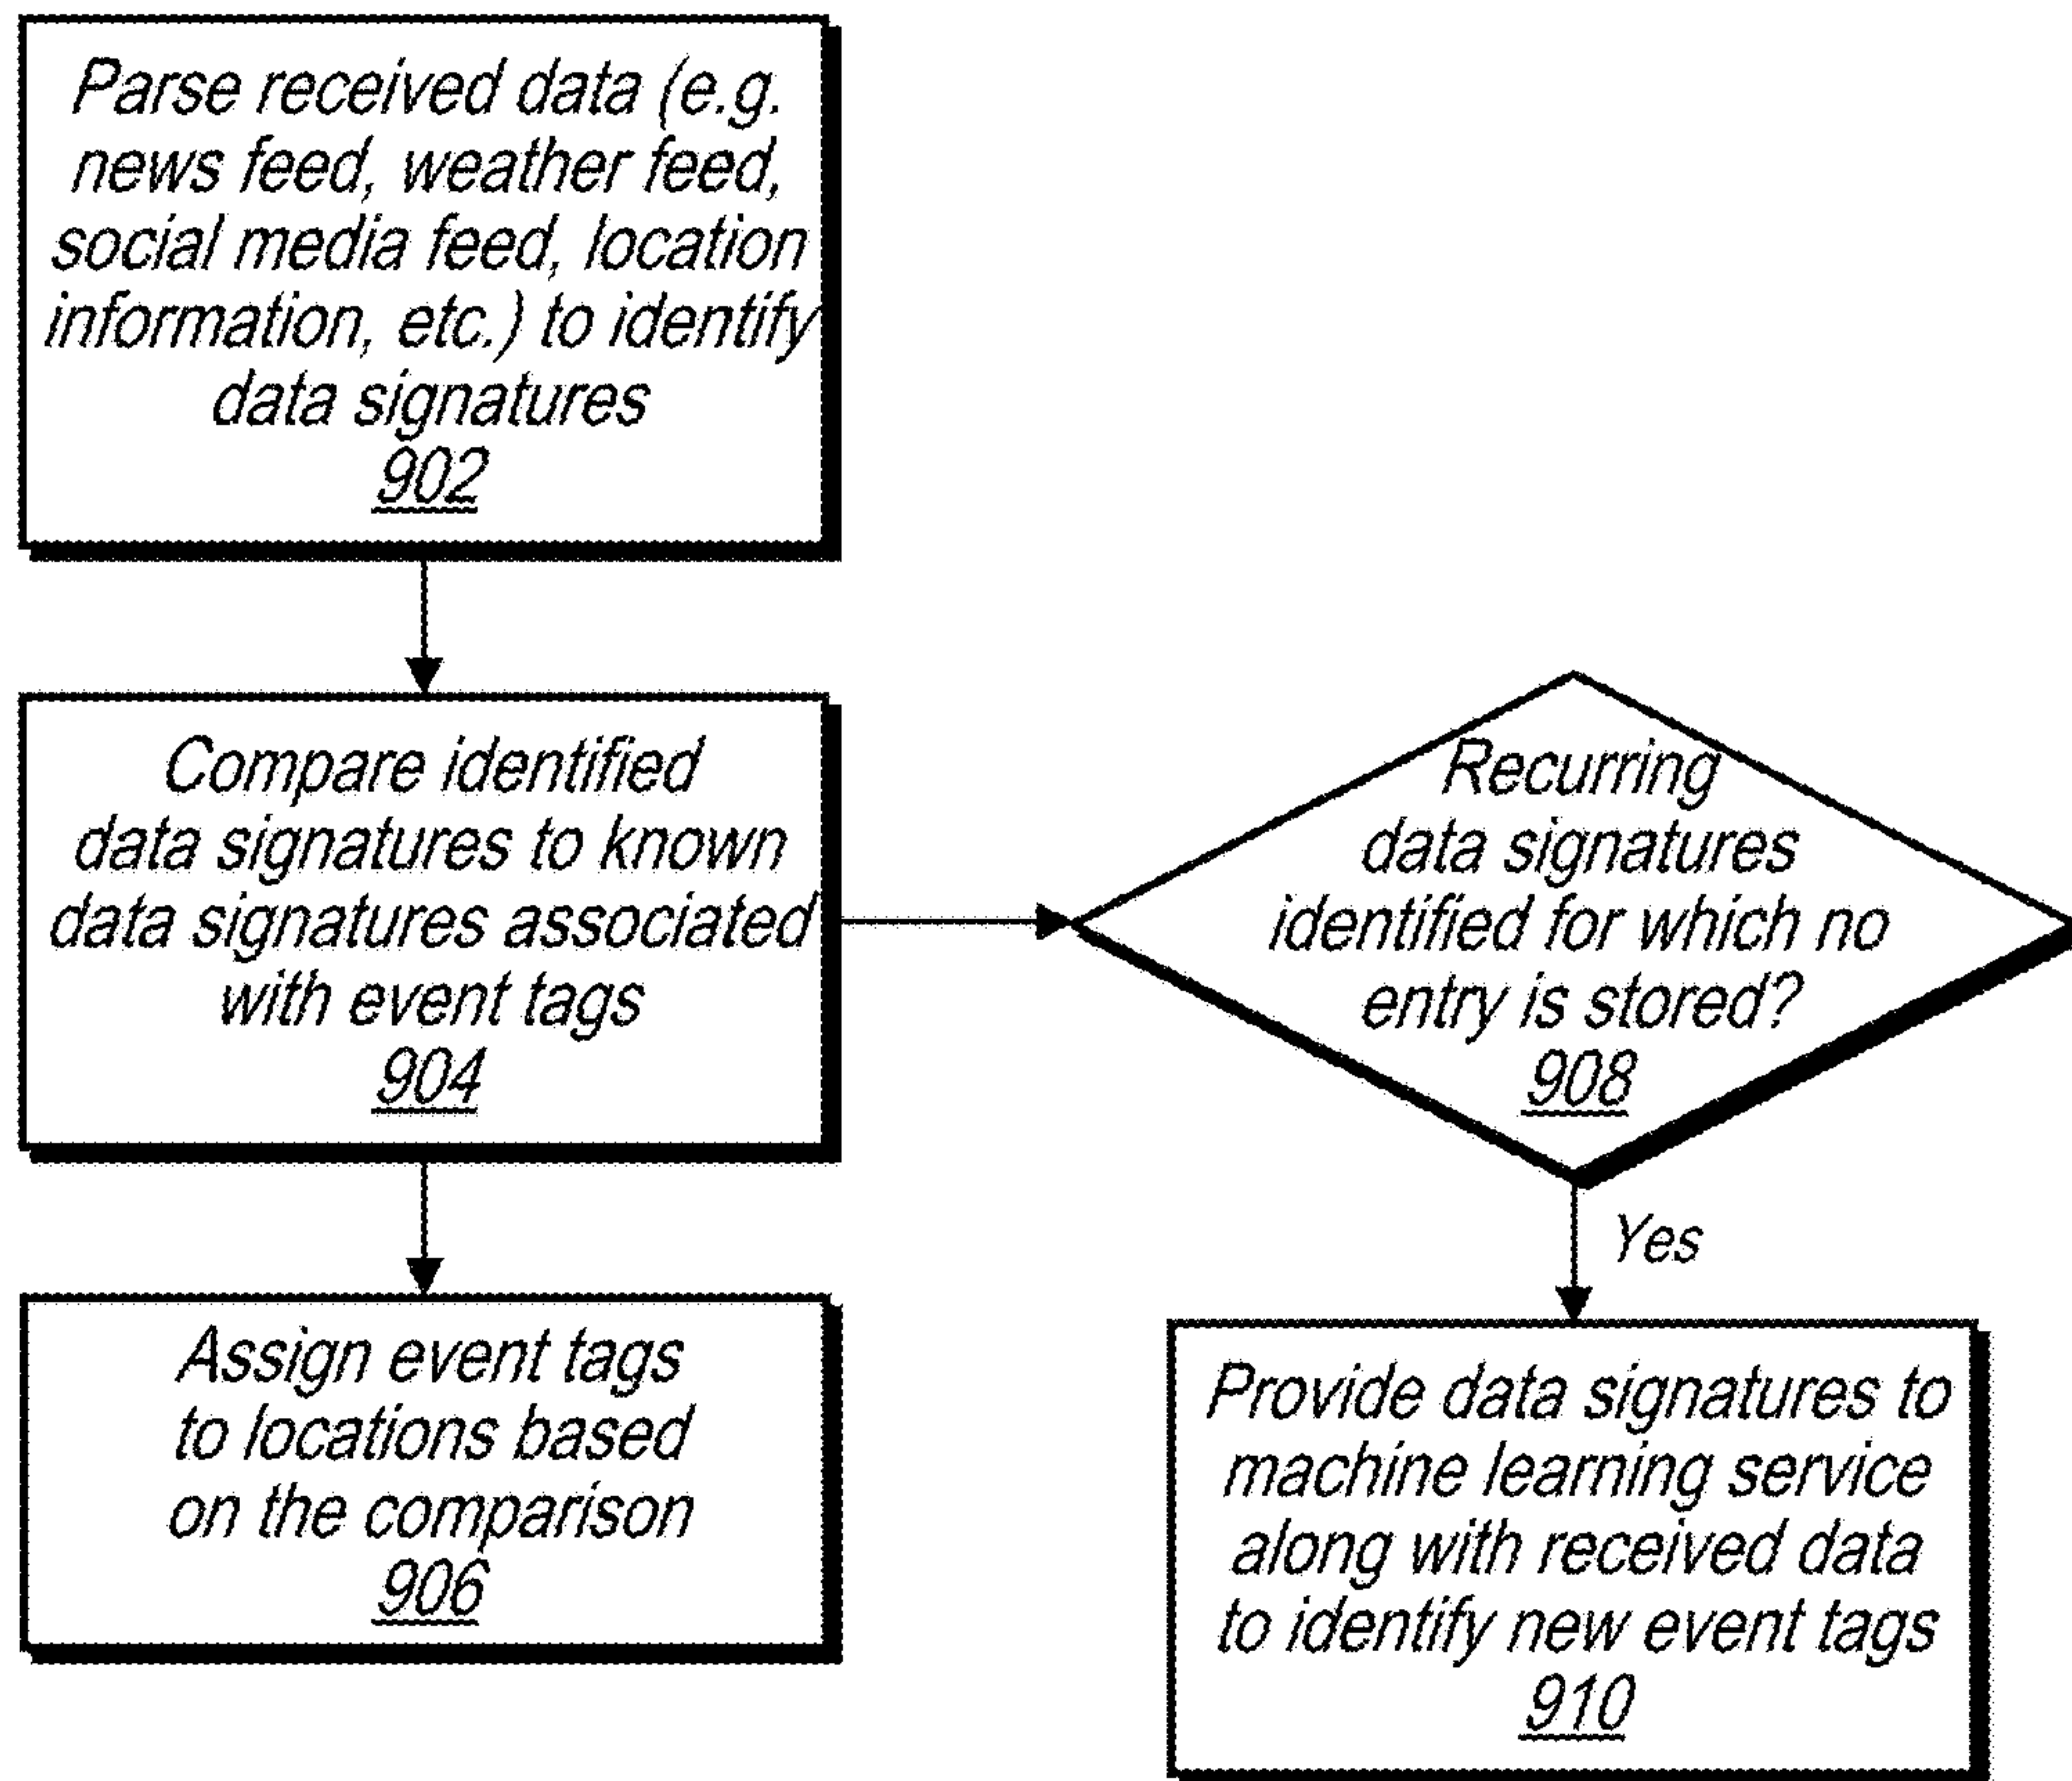 Parse received data (e.g.
news feed, weather feed,
social media feed, location
information, etc.) to identify
data signatures
902
Compare identified
data signatures to known
data signatures associated
with event tags
904
Assign event tags
to locations based
on the comparison
906
Recurring
data signatures
identified for which no
entry is stored?
908
Yes
Provide data signatures to
machine learning service
along with received data
to identify new event tags
910